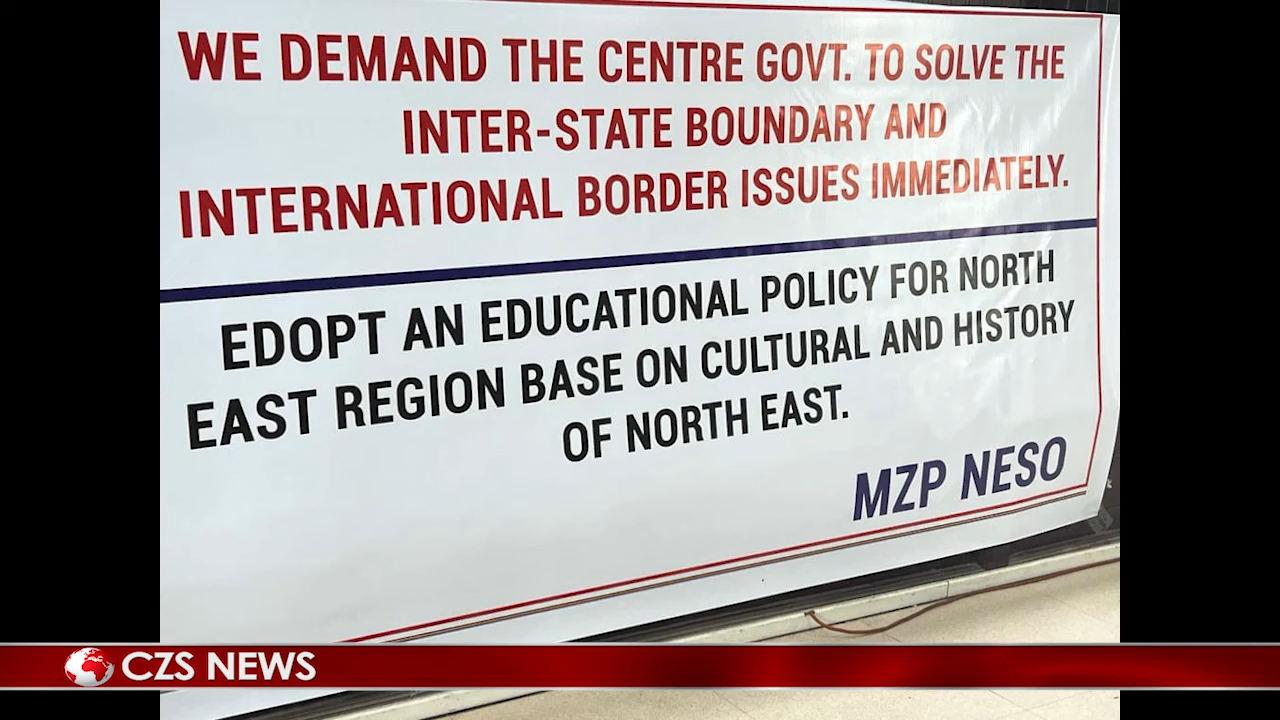 WE DEMAND THE CENTRE GOVT. TO SOLVE THE
INTER-STATE BOUNDARY AND
INTERNATIONAL BORDER ISSUES IMMEDIATELY.
EDOPT AN EDUCATIONAL POLICY FOR NORTH
EAST REGION BASE ON CULTURAL AND HISTORY
OF NORTH EAST.
MZP NESO
CZS NEWS